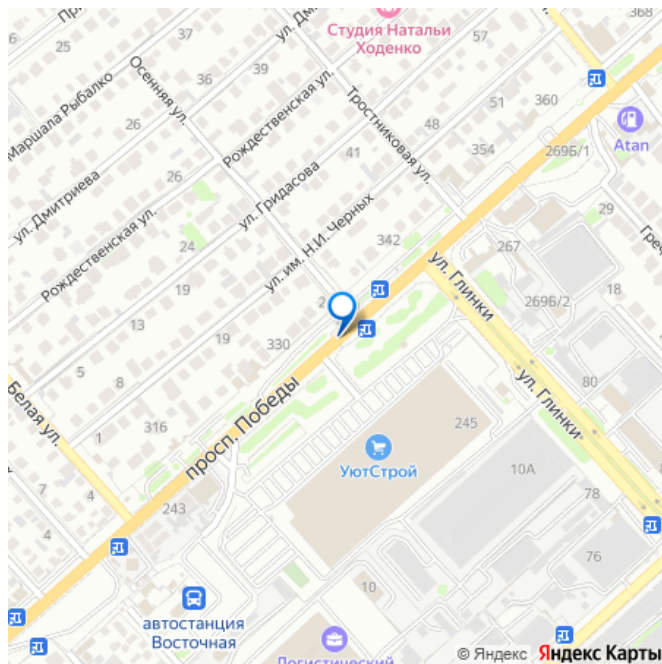 Студия Натальи
Ходенко
368
При
25
37
ул. Дмитриева
57
Осенняя ул.
36
39
Маршала Рыбалко
Рождественская ул.
Тростниковая ул.
51
360
26
48
Atan
41
354
269Б/1
ул. Дмитриева
26
ул. Гридасова
29
Рождественская ул.
24
ул. им. Н.И. Черных
342
267
Греч
19
ул. Глинки
18
13
269Б/2
19
330
5
8
ул. Глинки
80
Белая ул.
просп. Победы
316
1
245
УютСтрой
10А
7
4
78
243
4
76
10
автостанция
Восточная
Логистический
© Яндекс Яндекс Карты